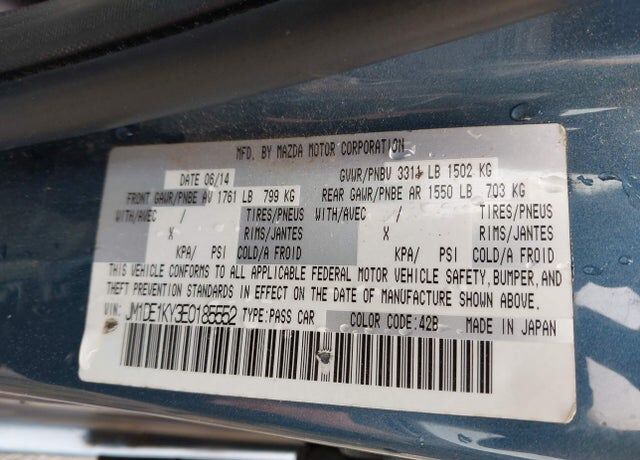 MFD. BY MAZDA MOTOR CORPORATION
DATE 06/14 GVWR/PNBV 3311 LB 1502 KG
FRONT GAWR/PNBE AV 1761 LB 799 KG REAR GAWR/PNBE AR 1550 LB 703 KG
WITH/AVEC / TIRES/PNEUS WITH/AVEC / TIRES/PNEUS
X RIMS/JANTES X RIMS/JANTES
KPA/ PSI COLD/A FROID KPA/ PSI COLD/A FROID
THIS VEHICLE CONFORMS TO ALL APPLICABLE FEDERAL MOTOR VEHICLE SAFETY, BUMPER, AND
THEFT PREVENTION STANDARDS IN EFFECT ON THE DATE OF MANUFACTURE SHOWN ABOVE.
VIN: JM1DE1KY3E0185552 TYPE:PASS CAR COLOR CODE:42B MADE IN JAPAN